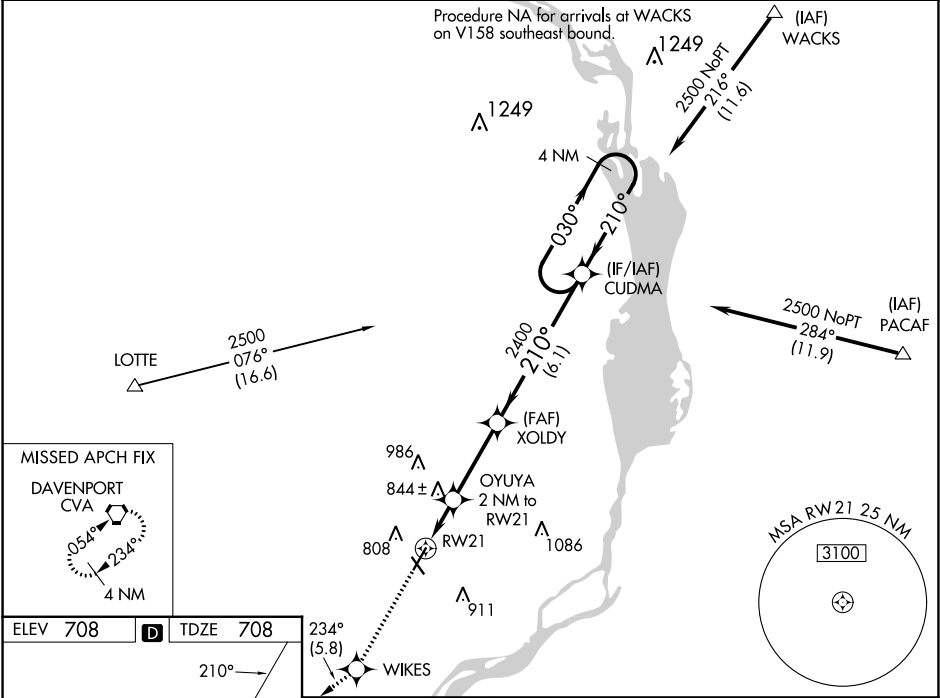 Procedure NA for arrivals at WACKS
on V158 southeast bound.
(IAF)
WACKS
1249
2500 NoPT
216°
(11.6)
1249
4 NM
030°
210°
(IF/IAF)
CUDMA
2500 NoPT
284°
(11.9)
(IAF)
PACAF
LOTTE
2500
076°
(16.6)
2400
210°
(6.1)
(FAF)
XOLDY
986
844±
OYUYA
2 NM to
RW21
808
RW21
1086
911
MISSED APCH FIX
DAVENPORT
CVA
054°
234°
4 NM
MSA RW21 25 NM
3100
ELEV 708
D
TDZE 708
210°
234°
(5.8)
WIKES